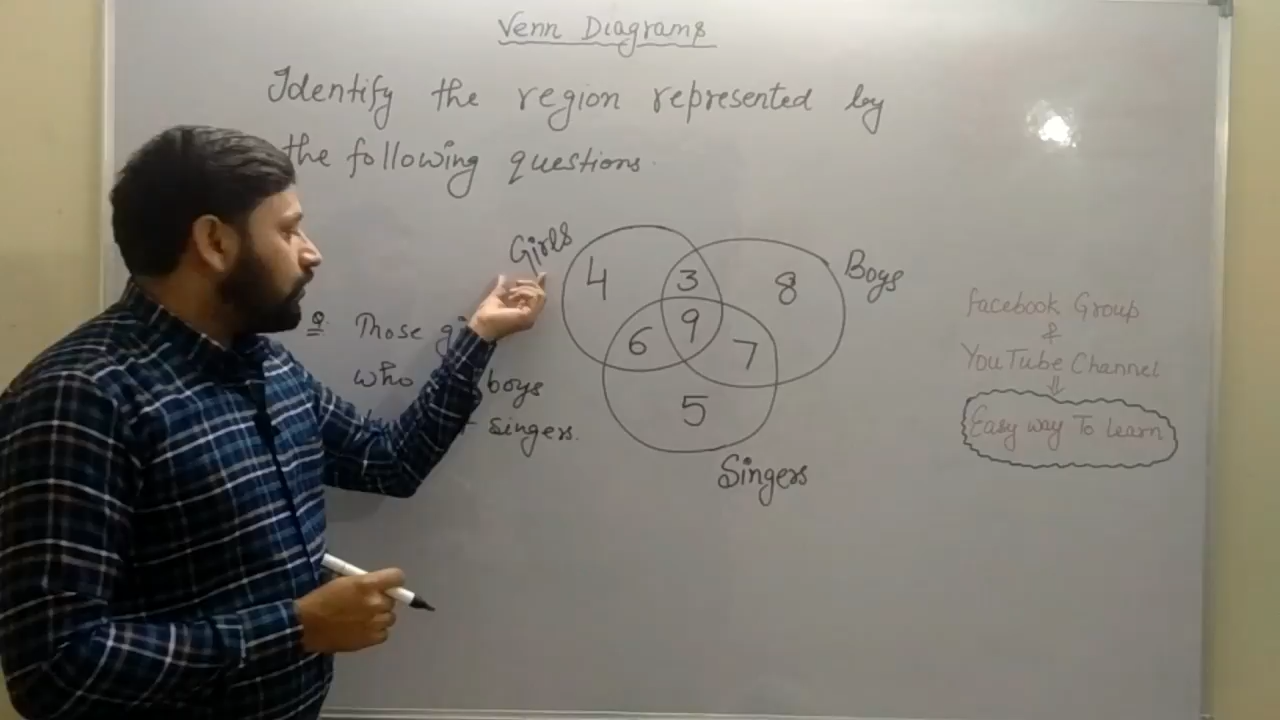 Venn Diagrams
Identify the region represented by
the following questions.
Girls
4
3
8
Boys
6
9
7
5
Singers
Q. Those
who boys
singers.
Facebook Group
&
YouTube Channel
⇓
Easy way To Learn